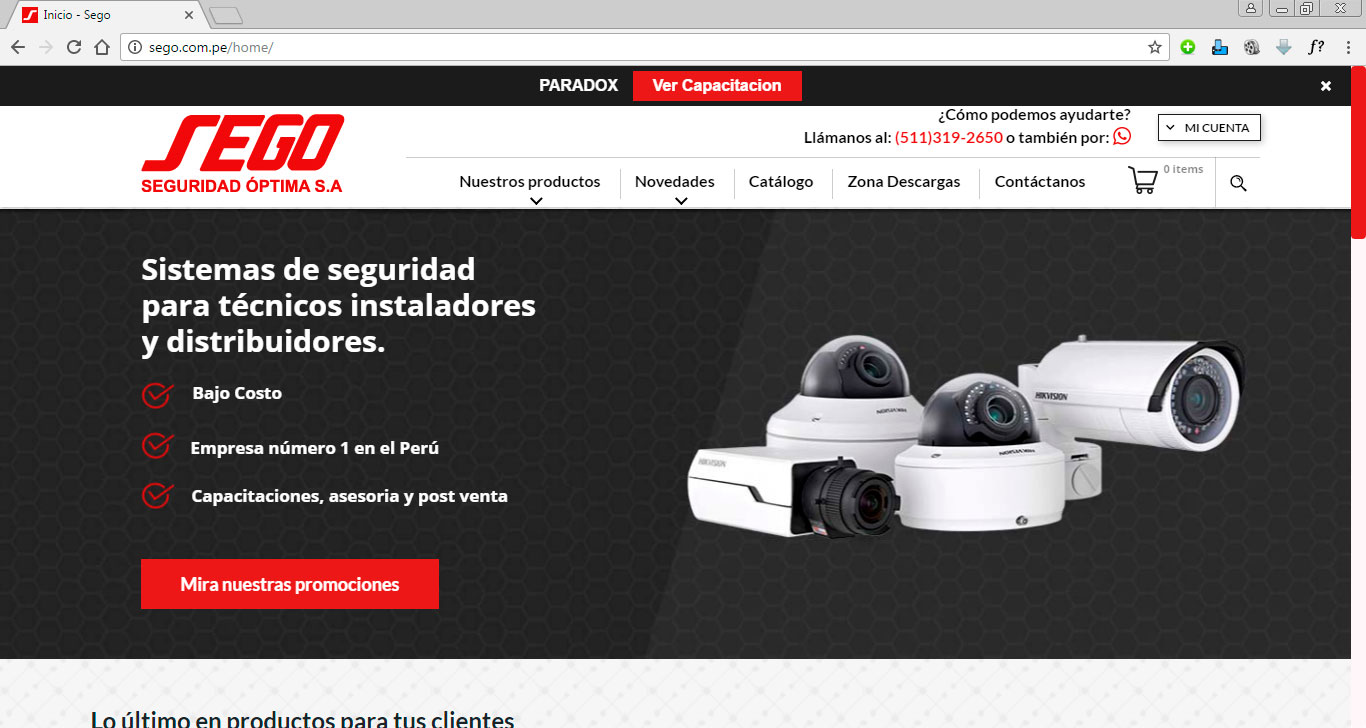 Inicio - Sego
sego.com.pe/home/
f?
PARADOX Ver Capacitacion
SEGO
SEGURIDAD ÓPTIMA S.A
¿Cómo podemos ayudarte?
Llámanos al: (511)319-2650 o también por:
MI CUENTA
Nuestros productos Novedades Catálogo Zona Descargas Contáctanos 0 items
Sistemas de seguridad
para técnicos instaladores
y distribuidores.
Bajo Costo
Empresa número 1 en el Perú
Capacitaciones, asesoria y post venta
Mira nuestras promociones
HIKVISION
HIKVISION
HIKVISION
HIKVISION
Lo último en productos para tus clientes